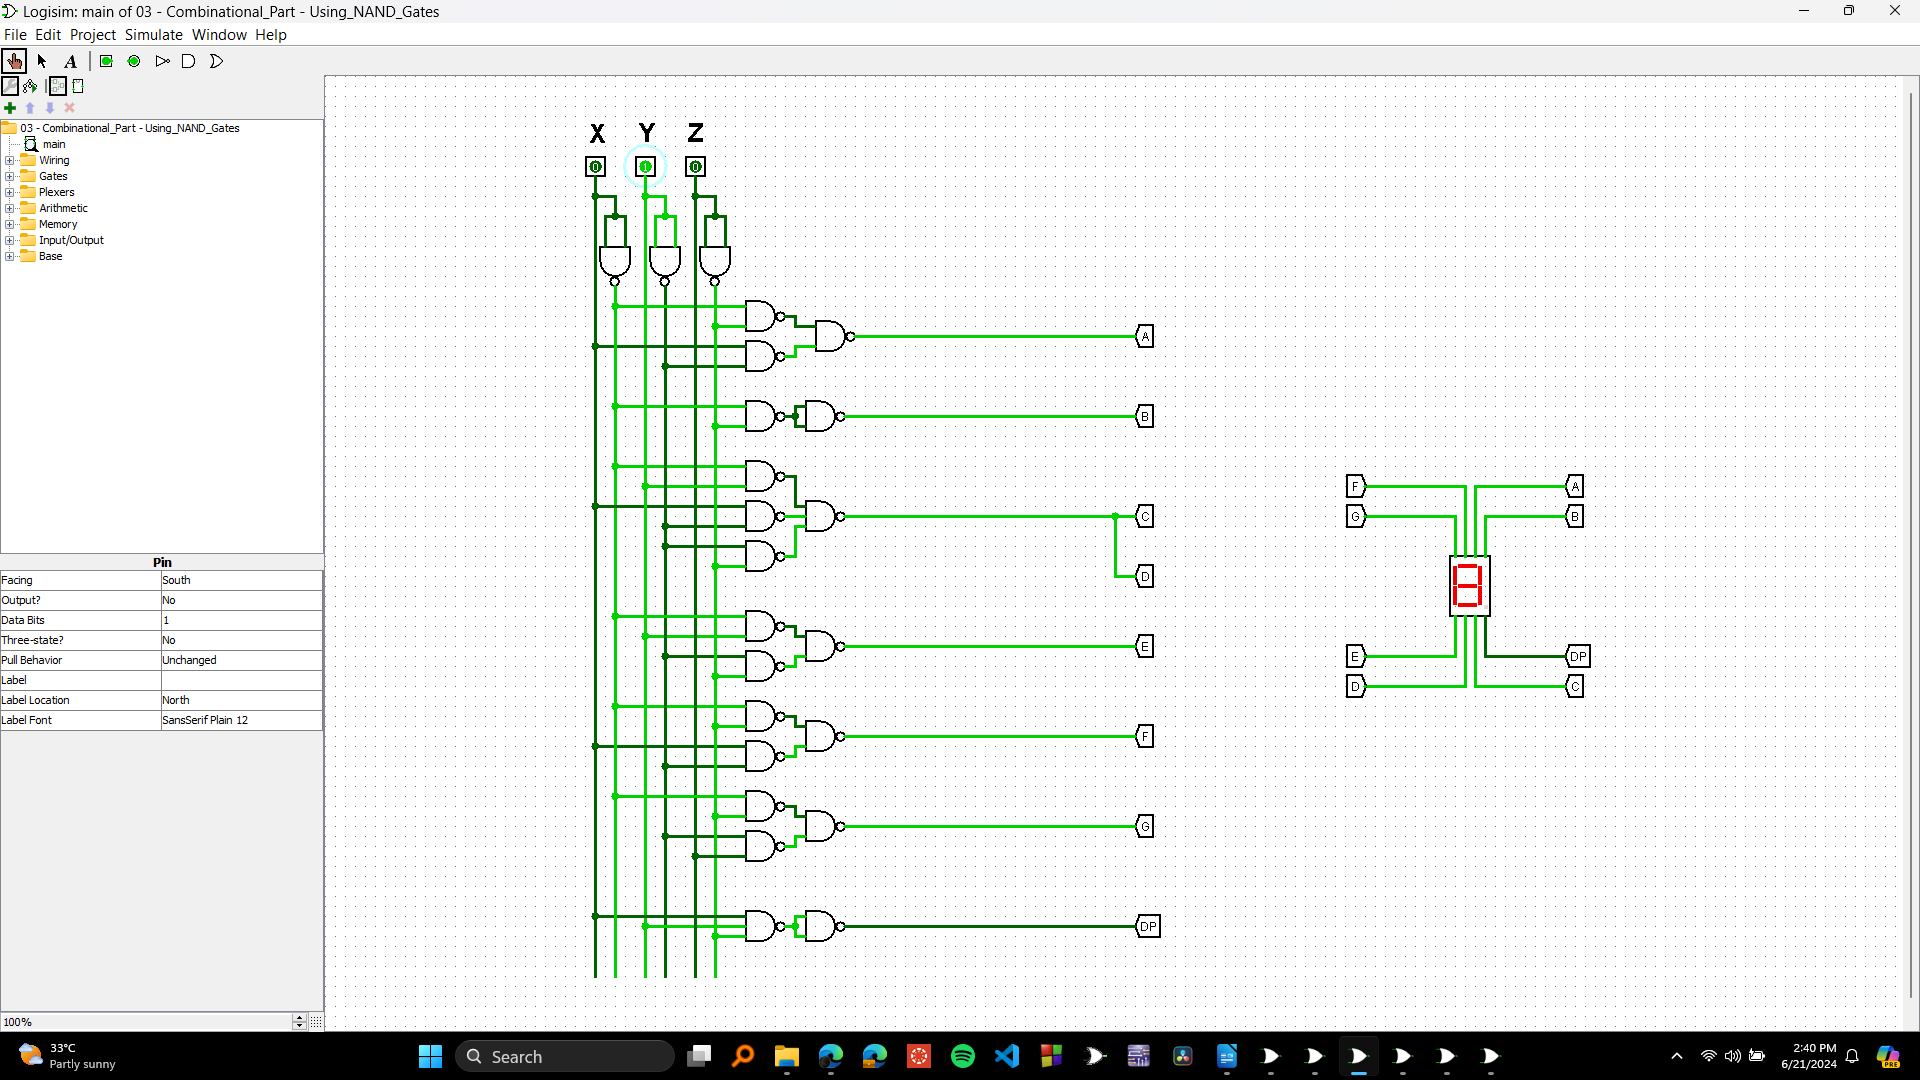 Logisim: main of 03 - Combinational_Part - Using_NAND_Gates
File Edit Project Simulate Window Help
A
03 - Combinational_Part - Using_NAND_Gates
main
Wiring
Gates
Plexers
Arithmetic
Memory
Input/Output
Base
Pin
Facing South
Output? No
Data Bits 1
Three-state? No
Pull Behavior Unchanged
Label
Label Location North
Label Font SansSerif Plain 12
100%
X Y Z
0 1 0
A
B
C
D
E
F
G
DP
F A
G B
E DP
D C
33°C
Partly sunny
Search
2:40 PM
6/21/2024
PRE